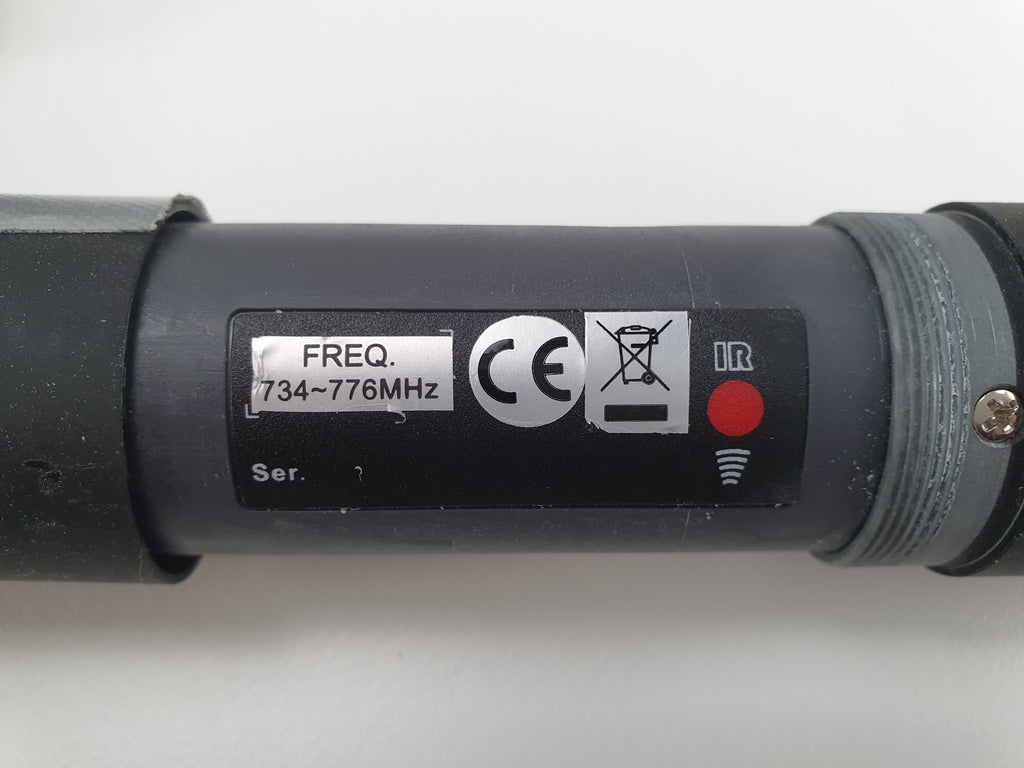 FREQ.
734~776MHz
CE
IR
Ser.